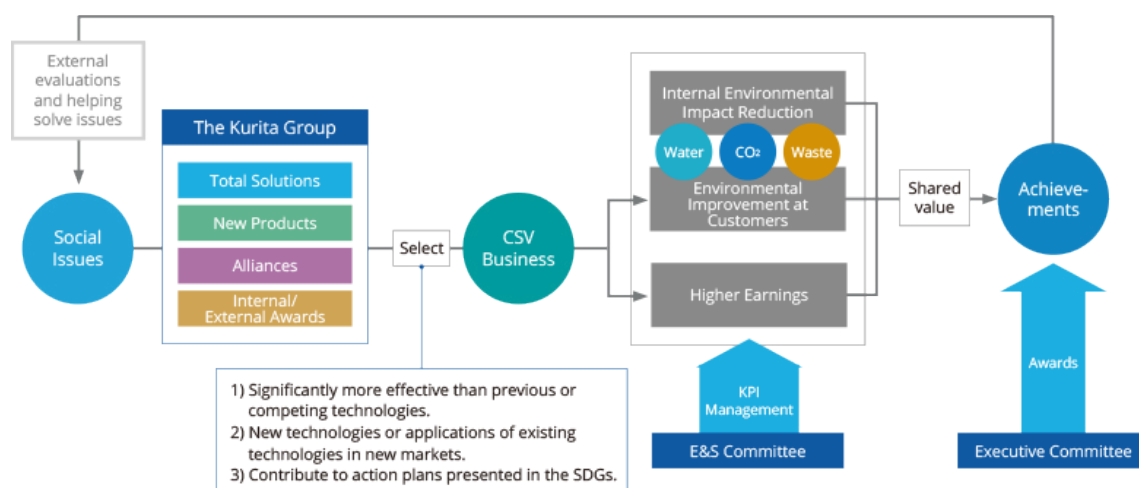 External
evaluations
and helping
solve issues
Social
Issues
The Kurita Group
Total Solutions
New Products
Alliances
Internal/
External Awards
Select
1) Significantly more effective than previous or
competing technologies.
2) New technologies or applications of existing
technologies in new markets.
3) Contribute to action plans presented in the SDGs.
CSV
Business
Internal Environmental
Impact Reduction
Water
CO₂
Waste
Environmental
Improvement at
Customers
Higher Earnings
KPI
Management
E&S Committee
Shared
value
Achieve-
ments
Awards
Executive Committee